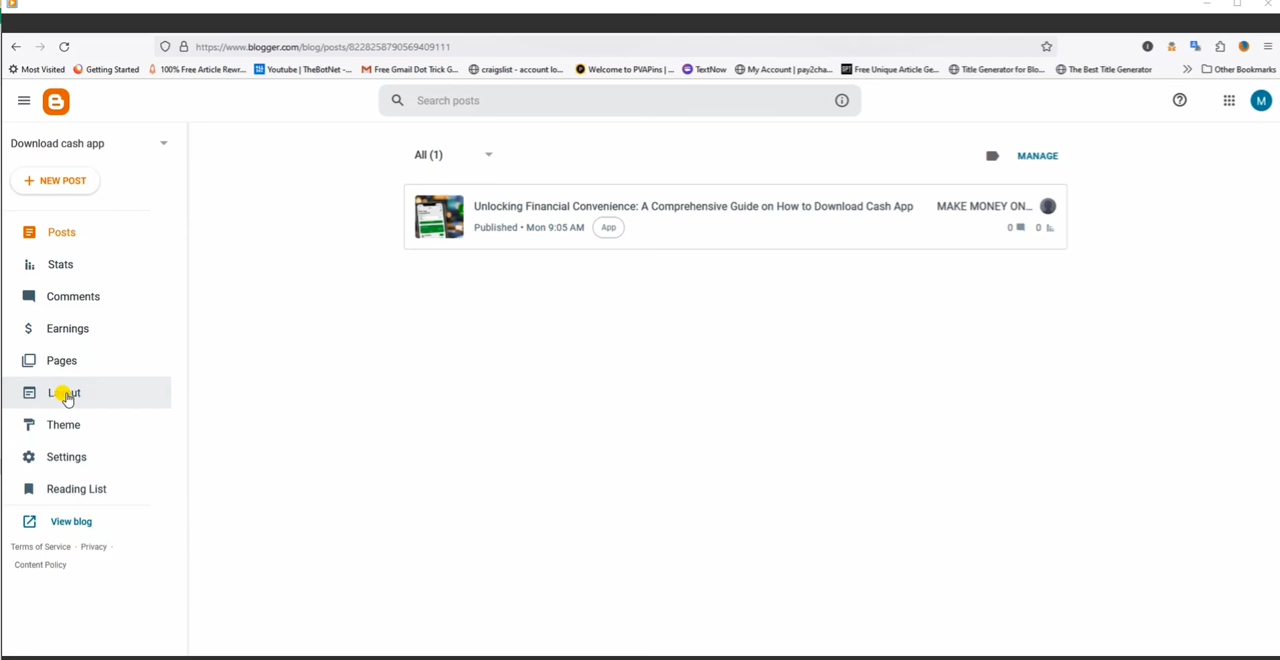 https://www.blogger.com/blog/posts/8228258790569409111
Most Visited Getting Started 100% Free Article Rewr... Youtube | TheBotNet -... Free Gmail Dot Trick G... craigslist - account lo... Welcome to PVAPins | ... TextNow My Account | pay2cha... Free Unique Article Ge... Title Generator for Blo... The Best Title Generator Other Bookmarks
Search posts
M
Download cash app
NEW POST
Posts
Stats
Comments
Earnings
Pages
Theme
Settings
Reading List
View blog
Terms of Service · Privacy ·
Content Policy
All (1)
MANAGE
Unlocking Financial Convenience: A Comprehensive Guide on How to Download Cash App MAKE MONEY ON...
Published • Mon 9:05 AM App
0 0